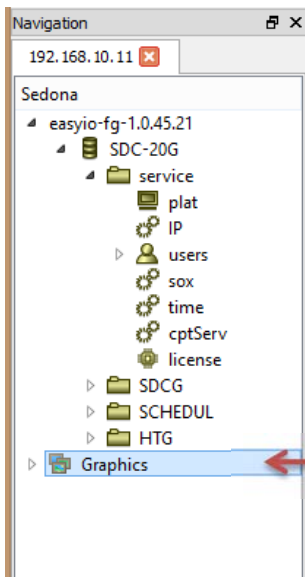 Navigation
192.168.10.11
Sedona
easyio-fg-1.0.45.21
SDC-20G
service
plat
IP
users
sox
time
cptServ
license
SDCG
SCHEDUL
HTG
Graphics